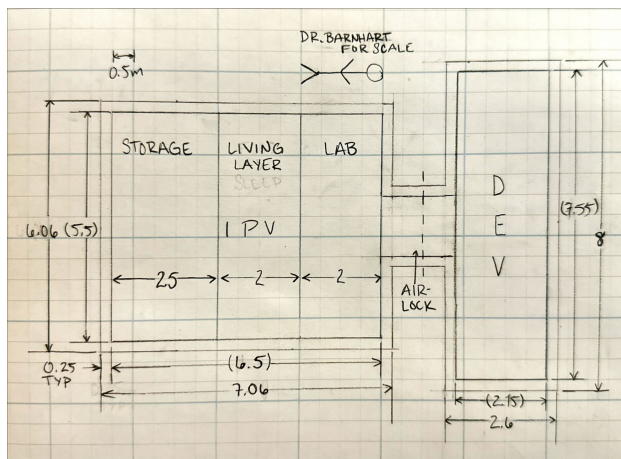 DR. BARNHART
FOR SCALE
0.5m
STORAGE
LIVING
LAYER
SLEEP
LAB
IPV
6.06 (5.5)
25
2
2
AIR-
LOCK
D
E
V
(7.55)
8
0.25
TYP
(6.5)
7.06
(2.15)
2.6